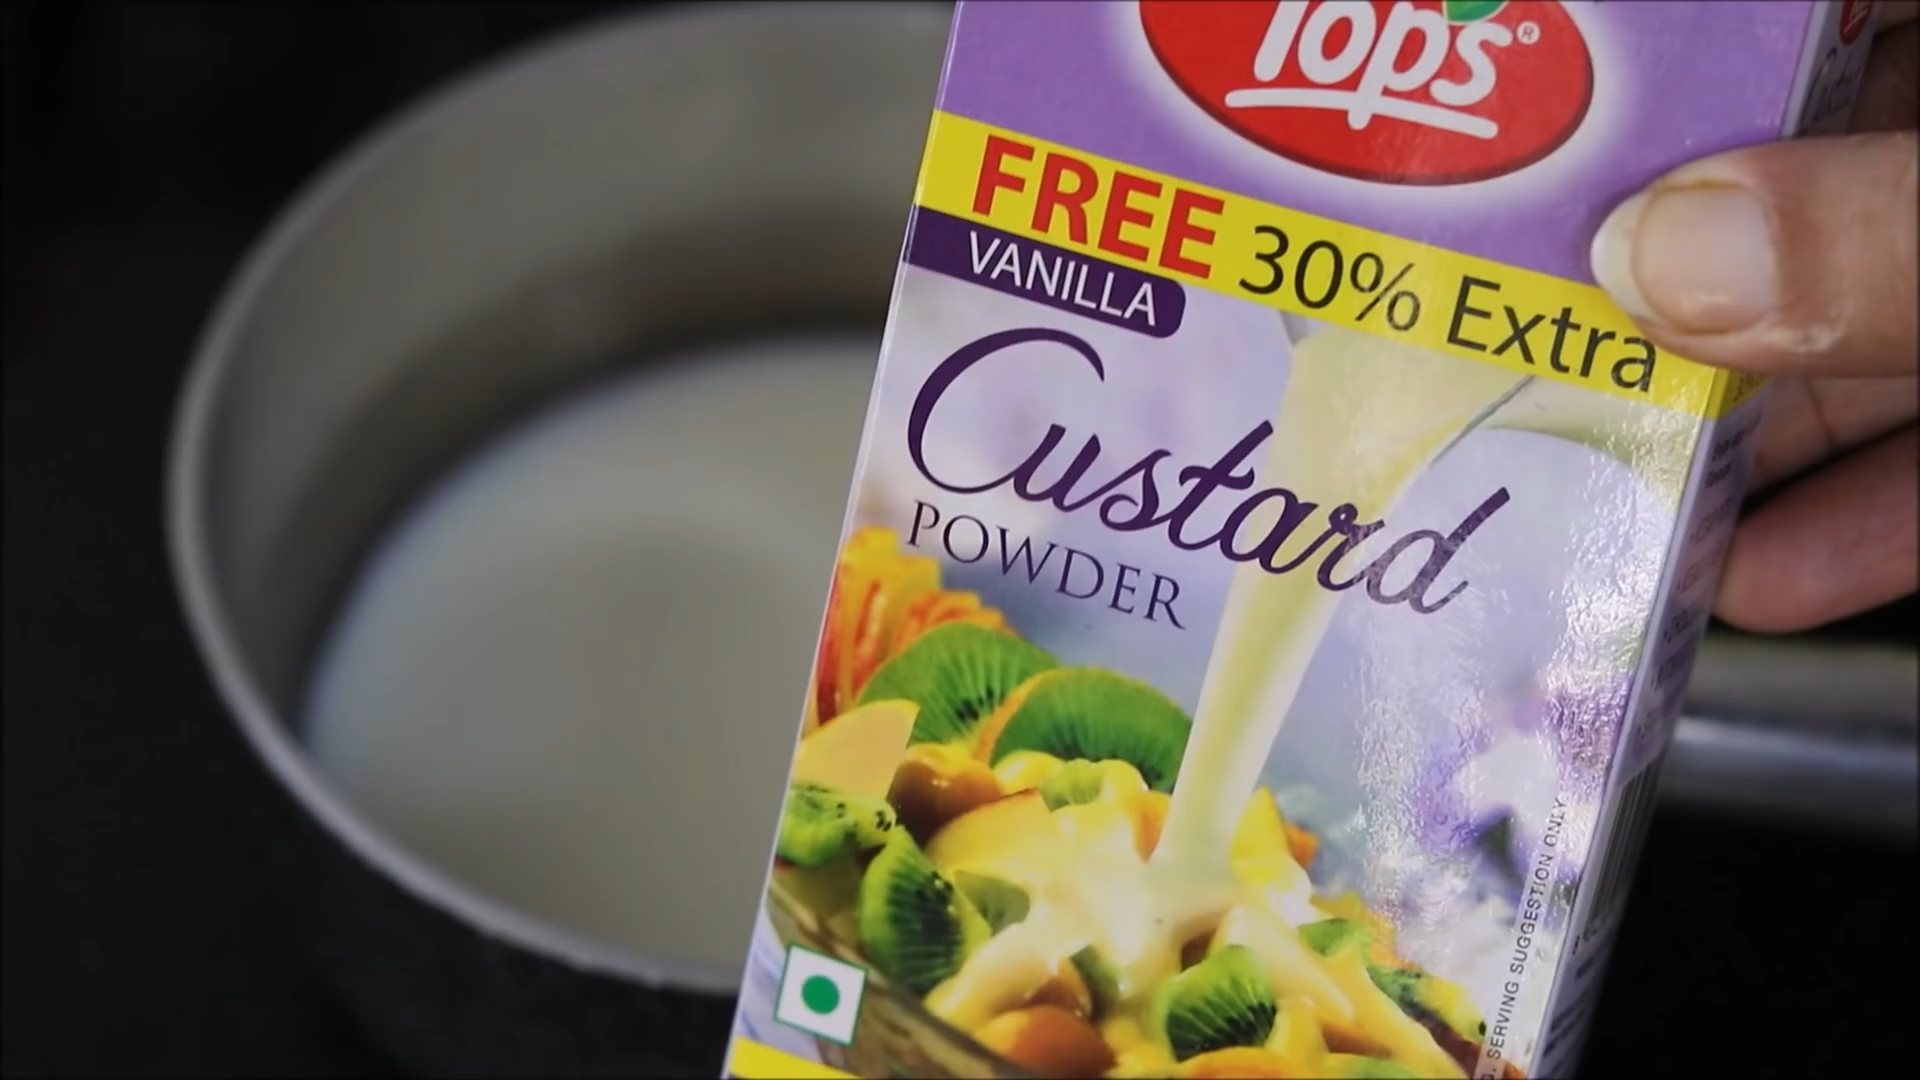 Tops®
FREE 30% Extra
VANILLA
Custard
POWDER
SERVING SUGGESTION ONLY